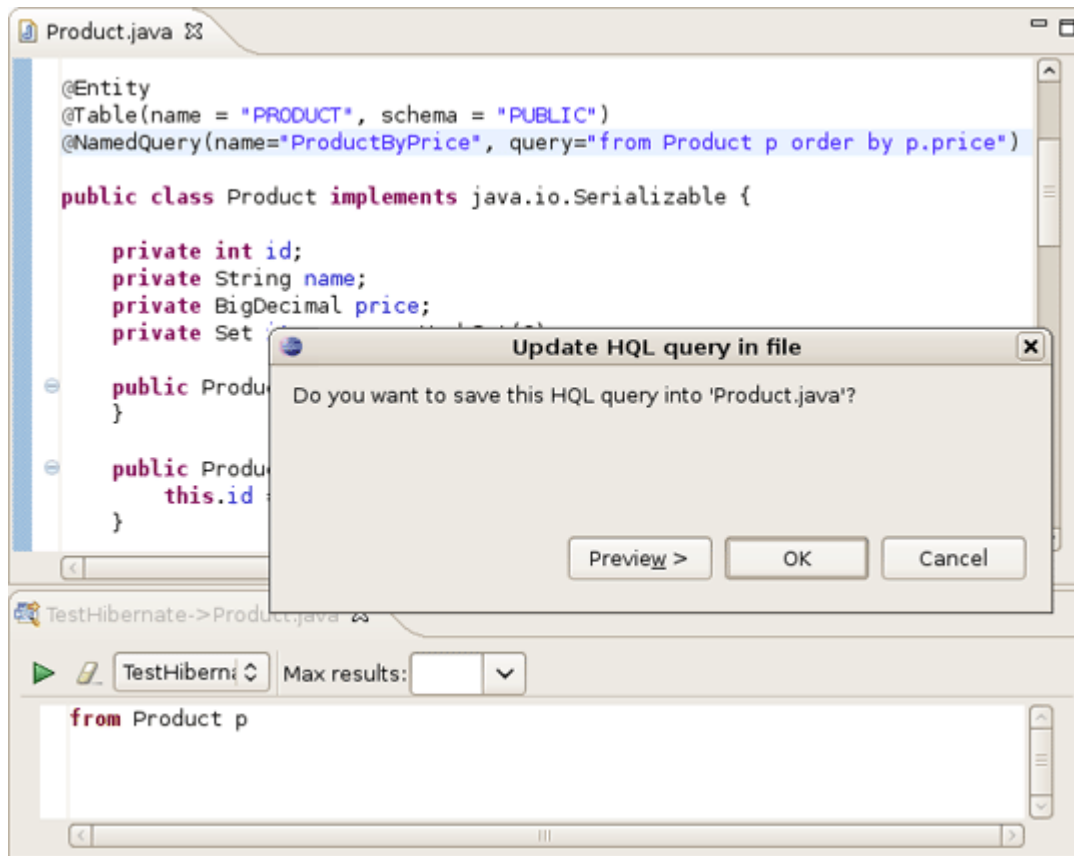 Product.java
@Entity
@Table(name = "PRODUCT", schema = "PUBLIC")
@NamedQuery(name="ProductByPrice", query="from Product p order by p.price")
public class Product implements java.io.Serializable {
private int id;
private String name;
private BigDecimal price;
private Set
public Produ
}
public Produ
this.id =
}
Update HQL query in file
Do you want to save this HQL query into 'Product.java'?
Preview >
OK
Cancel
TestHibernate->Product.java
TestHiberna
Max results:
from Product p